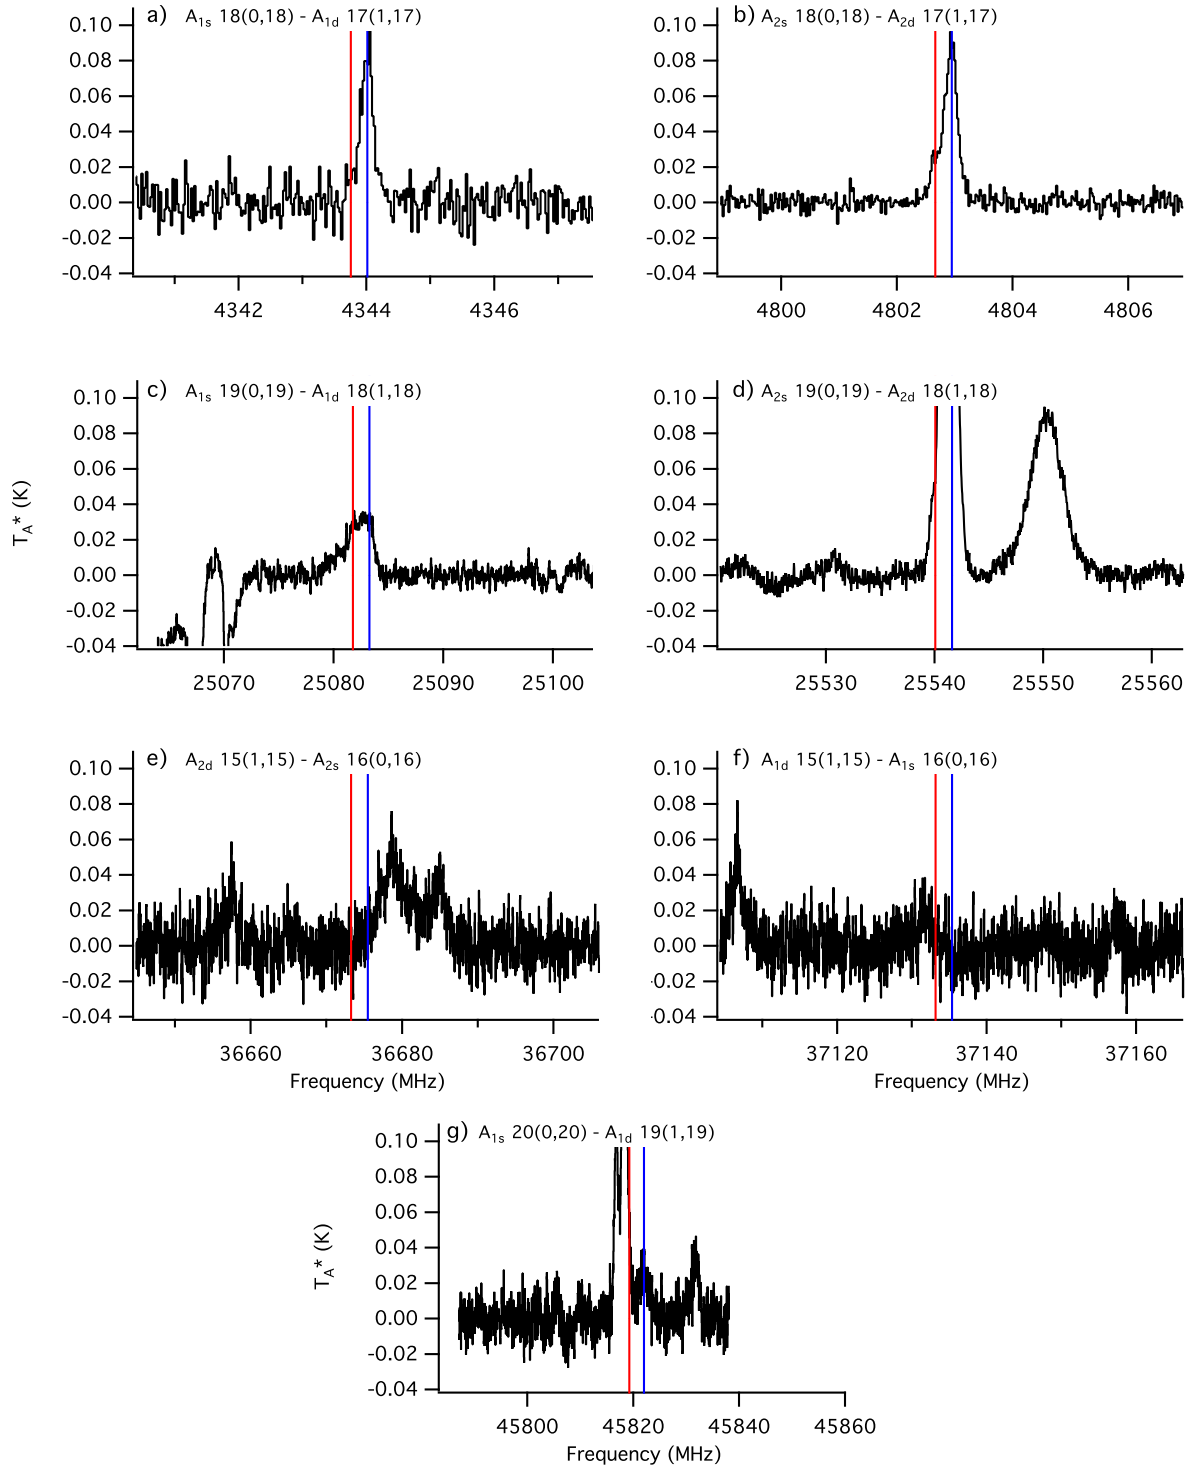 a) A1s 18(0,18) - A1d 17(1,17)
0.10
0.08
0.06
0.04
0.02
0.00
-0.02
-0.04
4342 4344 4346
b) A2s 18(0,18) - A2d 17(1,17)
0.10
0.08
0.06
0.04
0.02
0.00
-0.02
-0.04
4800 4802 4804 4806
TA* (K)
c) A1s 19(0,19) - A1d 18(1,18)
0.10
0.08
0.06
0.04
0.02
0.00
-0.02
-0.04
25070 25080 25090 25100
d) A2s 19(0,19) - A2d 18(1,18)
0.10
0.08
0.06
0.04
0.02
0.00
-0.02
-0.04
25530 25540 25550 25560
e) A2d 15(1,15) - A2s 16(0,16)
0.10
0.08
0.06
0.04
0.02
0.00
-0.02
-0.04
36660 36680 36700
Frequency (MHz)
f) A1d 15(1,15) - A1s 16(0,16)
0.10
0.08
0.06
0.04
0.02
0.00
-0.02
-0.04
37120 37140 37160
Frequency (MHz)
g) A1s 20(0,20) - A1d 19(1,19)
TA* (K)
0.10
0.08
0.06
0.04
0.02
0.00
-0.02
-0.04
45800 45820 45840 45860
Frequency (MHz)